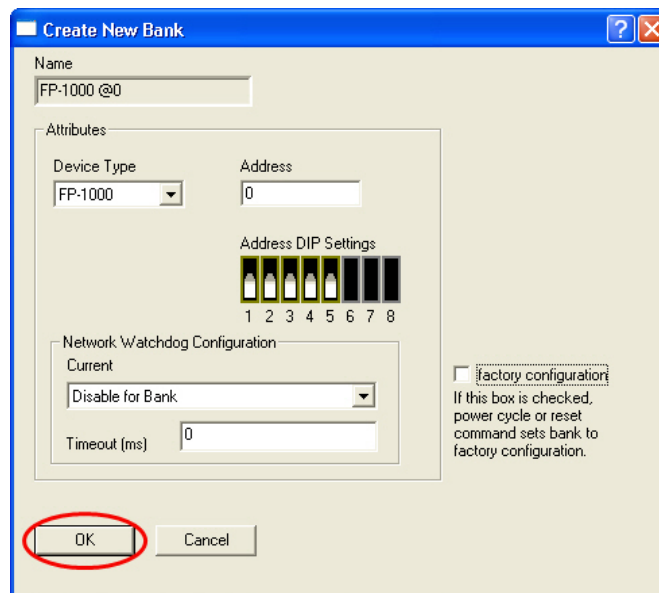 Create New Bank
Name
FP-1000 @0
Attributes
Device Type
Address
FP-1000
0
Address DIP Settings
1 2 3 4 5 6 7 8
Network Watchdog Configuration
Current
Disable for Bank
Timeout (ms)
0
factory configuration
If this box is checked,
power cycle or reset
command sets bank to
factory configuration.
OK
Cancel